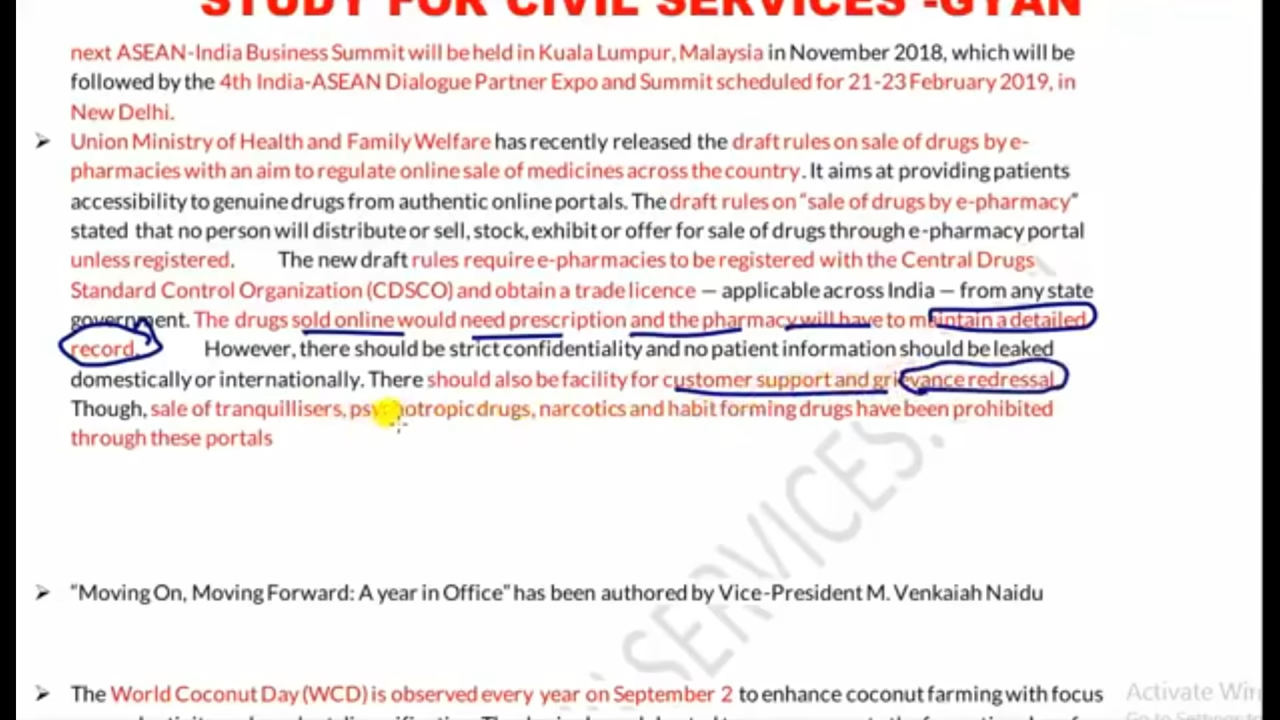 STUDY FOR CIVIL SERVICES -GYAN
next ASEAN-India Business Summit will be held in Kuala Lumpur, Malaysia in November 2018, which will be
followed by the 4th India-ASEAN Dialogue Partner Expo and Summit scheduled for 21-23 February 2019, in
New Delhi.
➢ Union Ministry of Health and Family Welfare has recently released the draft rules on sale of drugs by e-
pharmacies with an aim to regulate online sale of medicines across the country. It aims at providing patients
accessibility to genuine drugs from authentic online portals. The draft rules on “sale of drugs by e-pharmacy”
stated that no person will distribute or sell, stock, exhibit or offer for sale of drugs through e-pharmacy portal
unless registered. The new draft rules require e-pharmacies to be registered with the Central Drugs
Standard Control Organization (CDSCO) and obtain a trade licence — applicable across India — from any state
government. The drugs sold online would need prescription and the pharmacy will have to maintain a detailed
record. However, there should be strict confidentiality and no patient information should be leaked
domestically or internationally. There should also be facility for customer support and grievance redressal.
Though, sale of tranquillisers, psychotropic drugs, narcotics and habit forming drugs have been prohibited
through these portals
➢ “Moving On, Moving Forward: A year in Office” has been authored by Vice-President M. Venkaiah Naidu
➢ The World Coconut Day (WCD) is observed every year on September 2 to enhance coconut farming with focus
SERVICES.
Activate Win